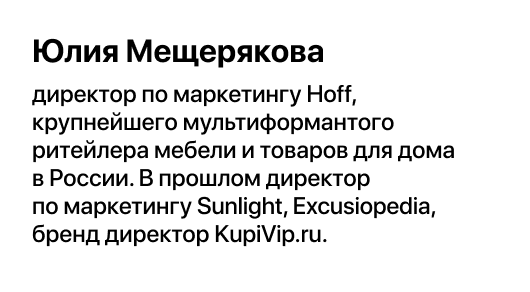 Юлия Мещерякова
директор по маркетингу Hoff,
крупнейшего мультиформантого
ритейлера мебели и товаров для дома
в России. В прошлом директор
по маркетингу Sunlight, Excusiopedia,
бренд директор KupiVip.ru.